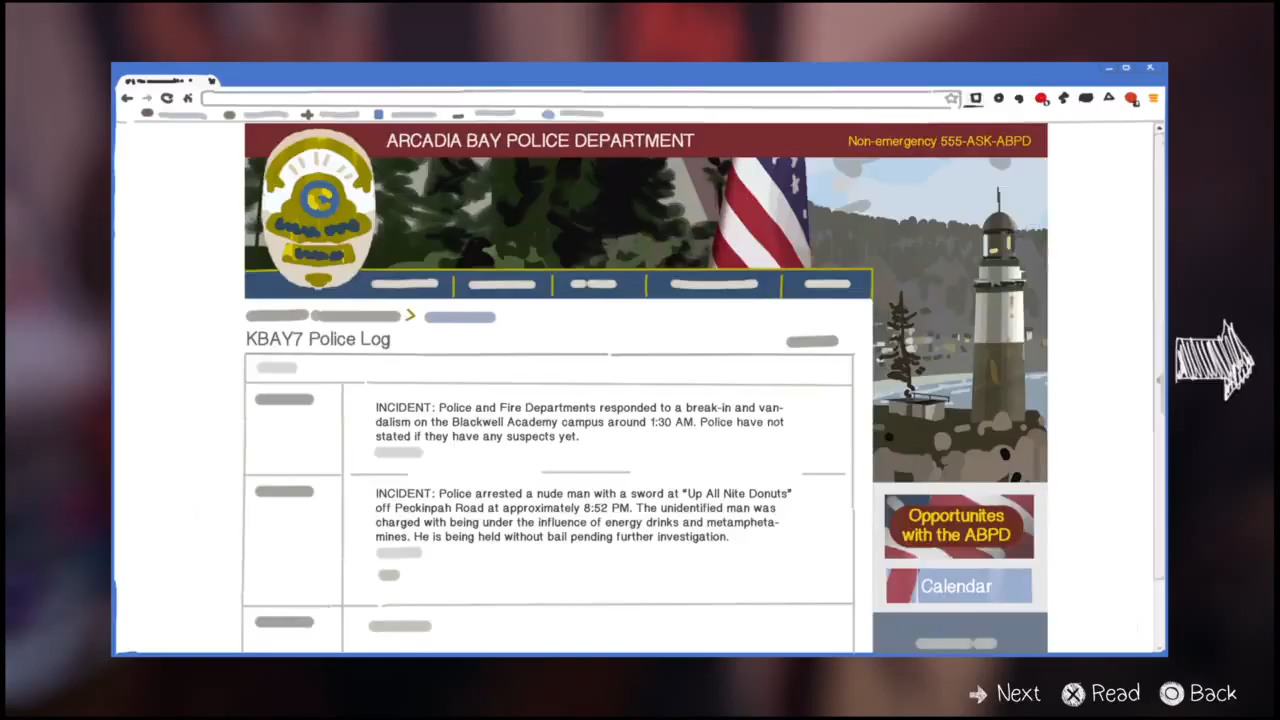 ARCADIA BAY POLICE DEPARTMENT
Non-emergency 555-ASK-ABPD
KBAY7 Police Log
INCIDENT: Police and Fire Departments responded to a break-in and van-
dalism on the Blackwell Academy campus around 1:30 AM. Police have not
stated if they have any suspects yet.
INCIDENT: Police arrested a nude man with a sword at "Up All Nite Donuts"
off Peckinpah Road at approximately 8:52 PM. The unidentified man was
charged with being under the influence of energy drinks and metampheta-
mines. He is being held without bail pending further investigation.
Opportunites
with the ABPD
Calendar
Next
Read
Back